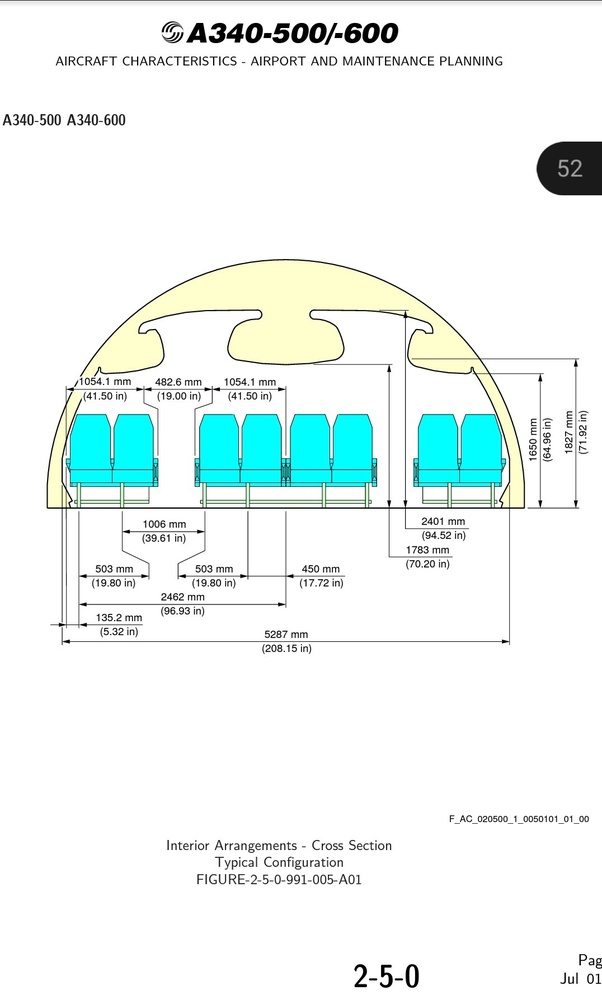 A340-500/-600
AIRCRAFT CHARACTERISTICS - AIRPORT AND MAINTENANCE PLANNING
A340-500 A340-600
52
1054.1 mm
(41.50 in)
482.6 mm
(19.00 in)
1054.1 mm
(41.50 in)
1650 mm
(64.96 in)
1827 mm
(71.92 in)
1006 mm
(39.61 in)
2401 mm
(94.52 in)
1783 mm
(70.20 in)
503 mm
(19.80 in)
503 mm
(19.80 in)
450 mm
(17.72 in)
2462 mm
(96.93 in)
135.2 mm
(5.32 in)
5287 mm
(208.15 in)
F_AC_020500_1_0050101_01_00
Interior Arrangements - Cross Section
Typical Configuration
FIGURE-2-5-0-991-005-A01
2-5-0
Pag
Jul 01